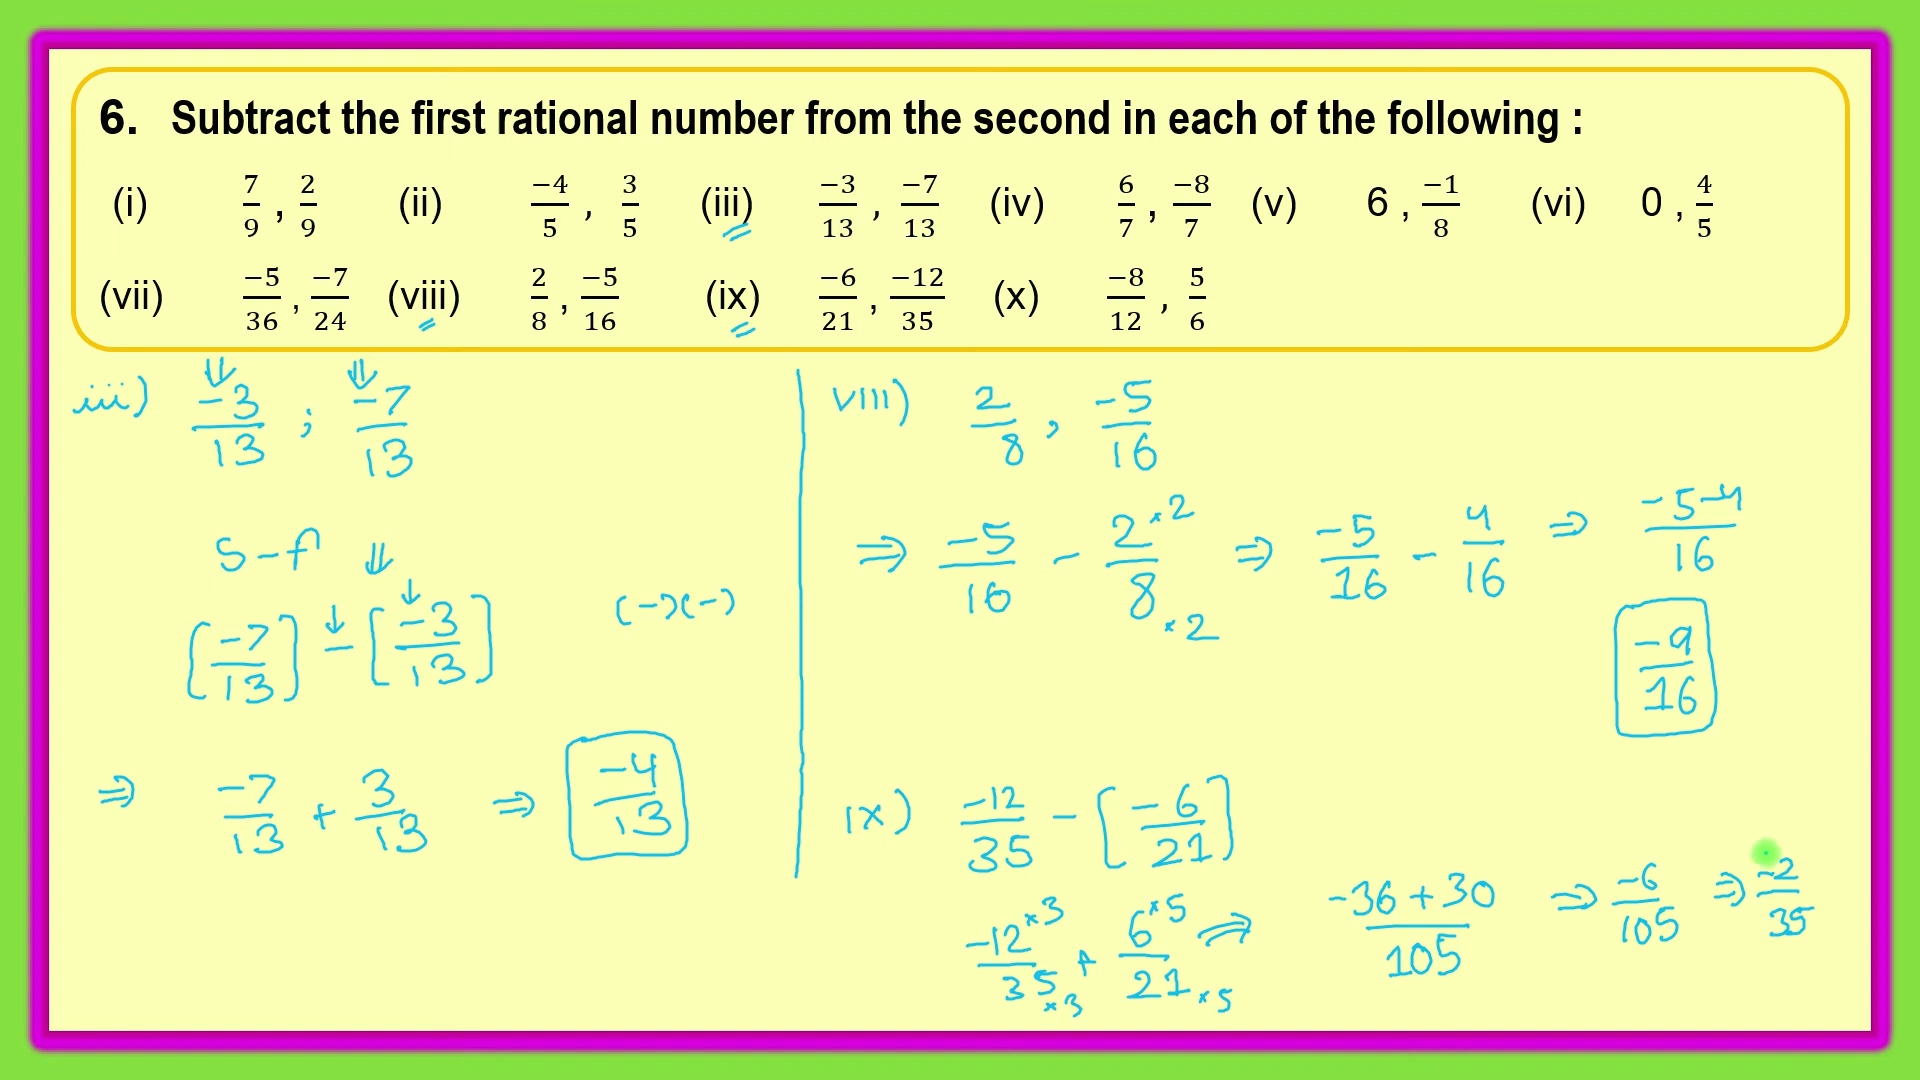 6. Subtract the first rational number from the second in each of the following :
(i) 7/9 , 2/9 (ii) −4/5 , 3/5 (iii) −3/13 , −7/13 (iv) 6/7 , −8/7 (v) 6 , −1/8 (vi) 0 , 4/5
(vii) −5/36 , −7/24 (viii) 2/8 , −5/16 (ix) −6/21 , −12/35 (x) −8/12 , 5/6
iii) −3/13 ; −7/13
S − f
[−7/13] − [−3/13] (−)(−)
⇒ −7/13 + 3/13 ⇒ −4/13
viii) 2/8 , −5/16
⇒ −5/16 − 2×2/8×2 ⇒ −5/16 − 4/16 ⇒ −5−4/16
−9/16
ix) −12/35 − [−6/21]
−12×3/35×3 + 6×5/21×5 ⇒ −36+30/105 ⇒ −6/105 ⇒ −2/35